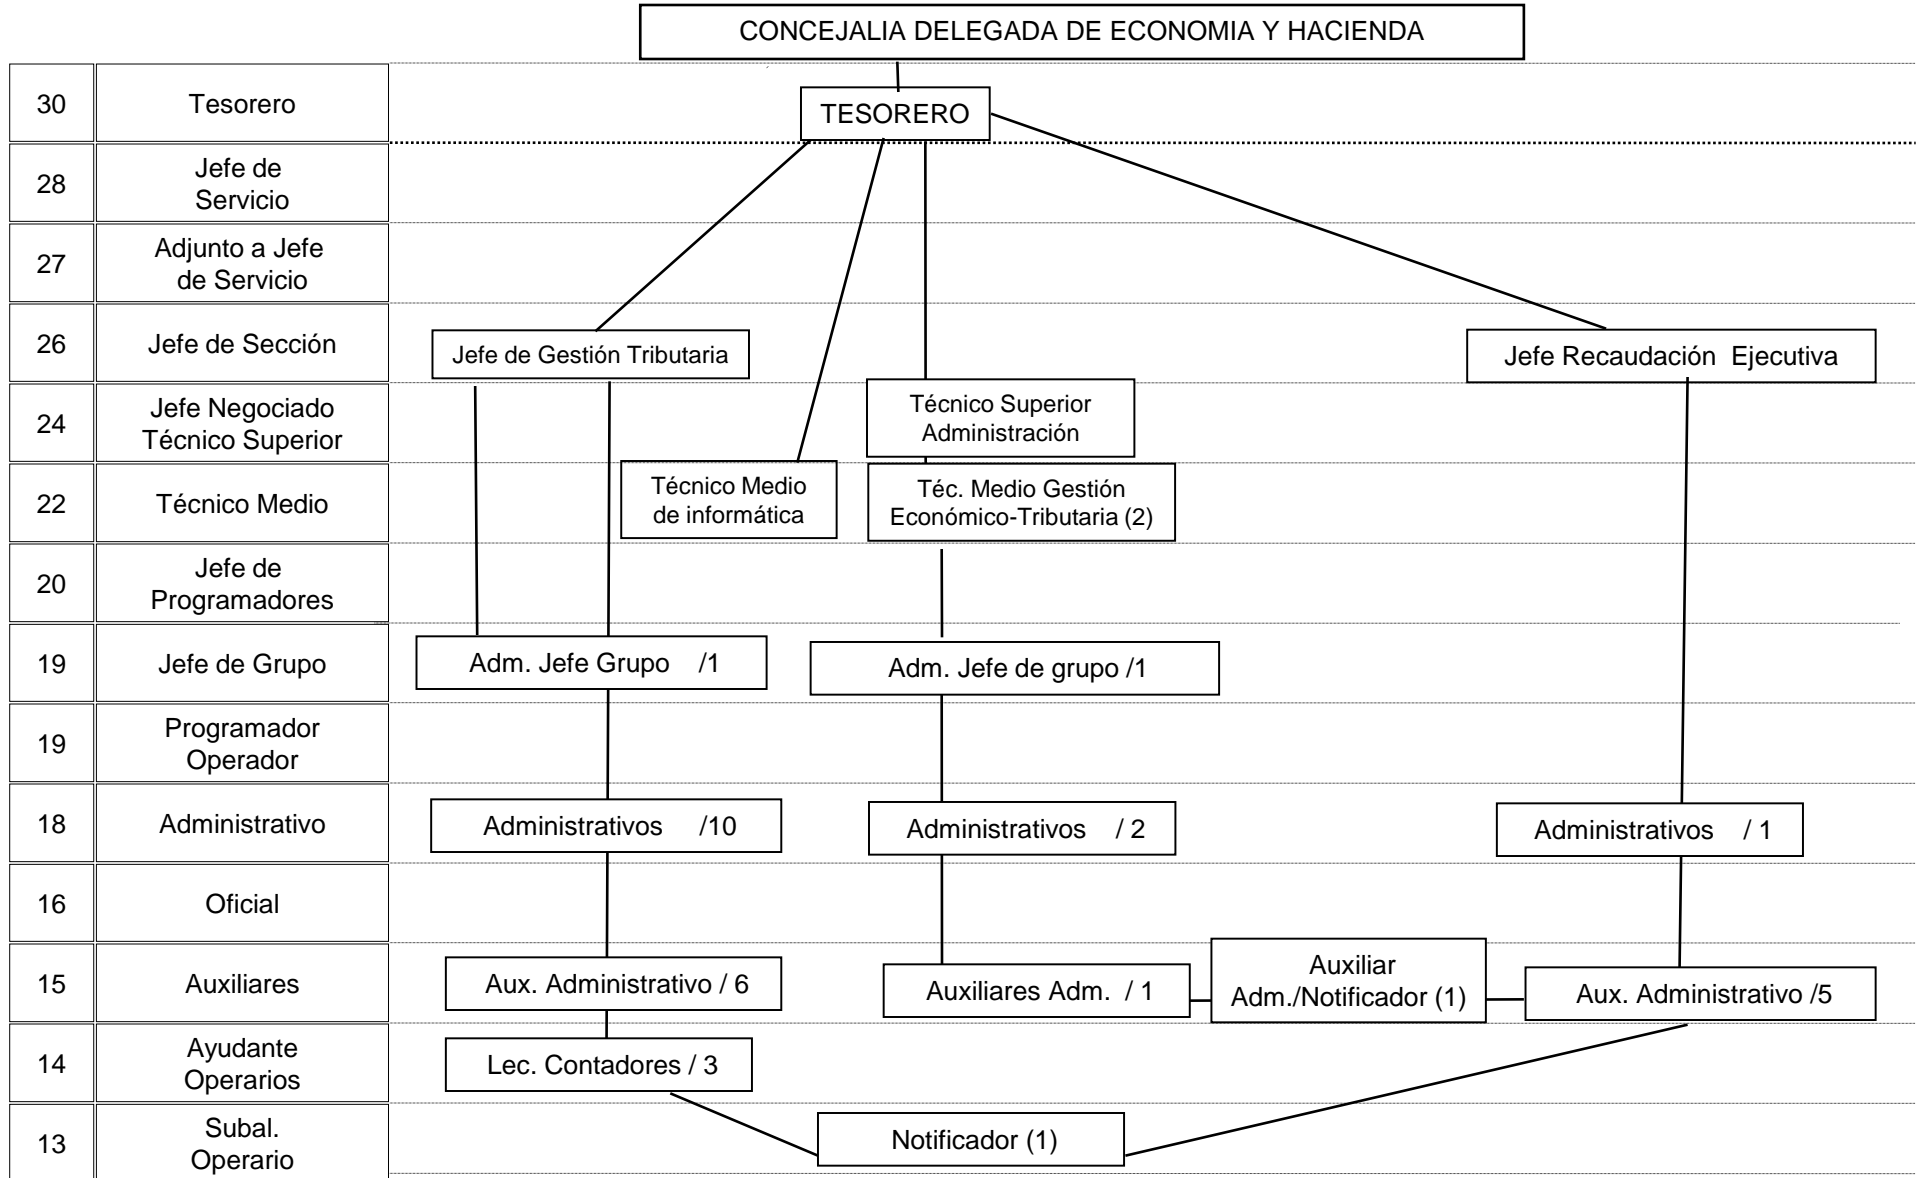 CONCEJALIA DELEGADA DE ECONOMIA Y HACIENDA
30 Tesorero TESORERO
28 Jefe de
Servicio
27 Adjunto a Jefe
de Servicio
26 Jefe de Sección Jefe de Gestión Tributaria Jefe Recaudación Ejecutiva
24 Jefe Negociado
Técnico Superior
Técnico Superior
Administración
22 Técnico Medio
Técnico Medio
de informática
Téc. Medio Gestión
Económico-Tributaria (2)
20 Jefe de
Programadores
19 Jefe de Grupo Adm. Jefe Grupo /1 Adm. Jefe de grupo /1
19 Programador
Operador
18 Administrativo Administrativos /10 Administrativos / 2 Administrativos / 1
16 Oficial
15 Auxiliares Aux. Administrativo / 6 Auxiliares Adm. / 1
Auxiliar
Adm./Notificador (1)
Aux. Administrativo /5
14 Ayudante
Operarios
Lec. Contadores / 3
13 Subal.
Operario
Notificador (1)